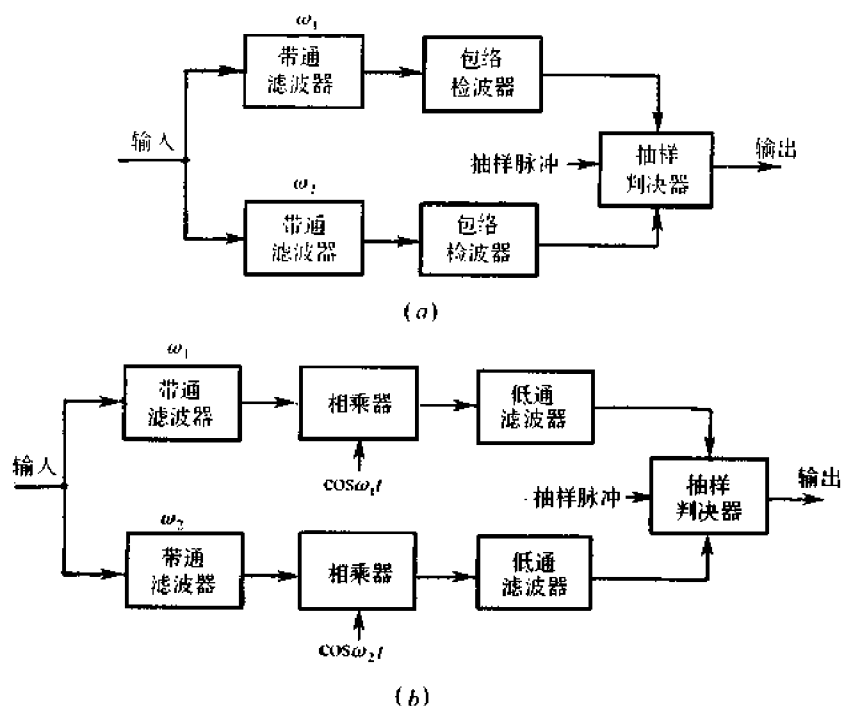 ω₁
带通
滤波器
包络
检波器
输入
抽样脉冲
抽样
判决器
输出
ω₂
带通
滤波器
包络
检波器
(a)
ω₁
带通
滤波器
相乘器
低通
滤波器
输入
cosω₁t
抽样脉冲
抽样
判决器
输出
ω₂
带通
滤波器
相乘器
低通
滤波器
cosω₂t
(b)